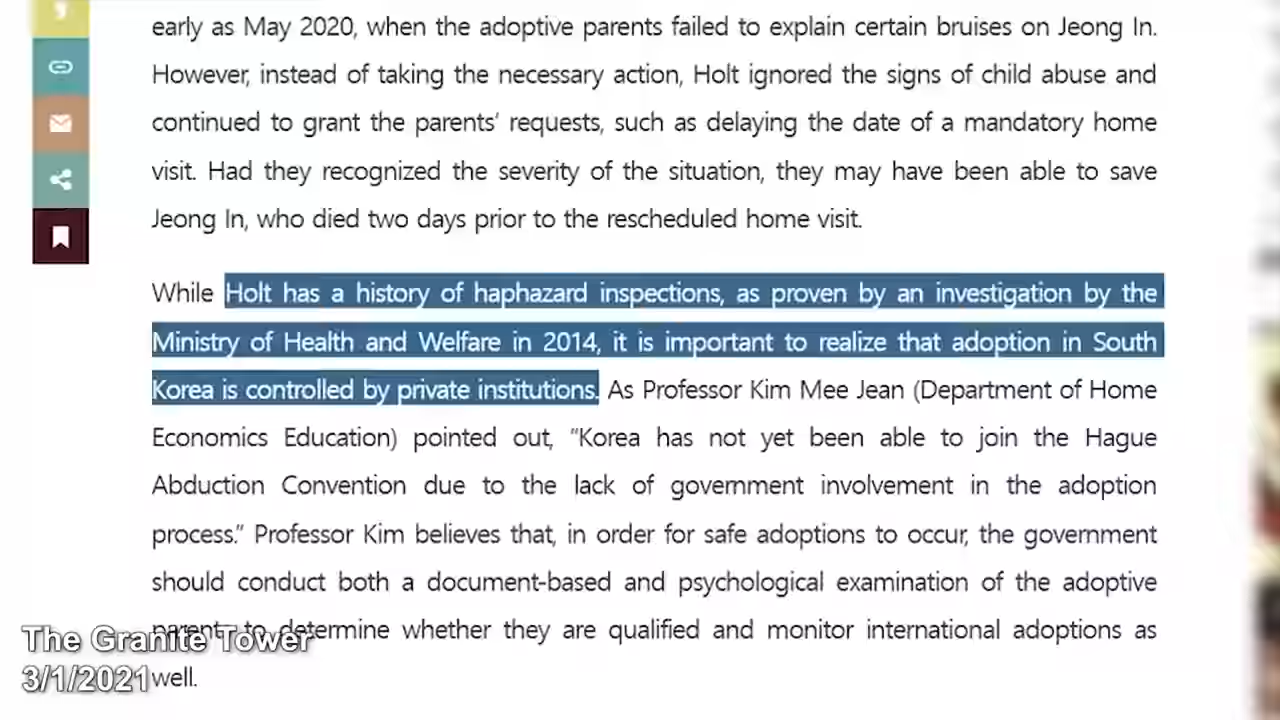 early as May 2020, when the adoptive parents failed to explain certain bruises on Jeong In.
However, instead of taking the necessary action, Holt ignored the signs of child abuse and
continued to grant the parents' requests, such as delaying the date of a mandatory home
visit. Had they recognized the severity of the situation, they may have been able to save
Jeong In, who died two days prior to the rescheduled home visit.
While Holt has a history of haphazard inspections, as proven by an investigation by the
Ministry of Health and Welfare in 2014, it is important to realize that adoption in South
Korea is controlled by private institutions. As Professor Kim Mee Jean (Department of Home
Economics Education) pointed out, “Korea has not yet been able to join the Hague
Abduction Convention due to the lack of government involvement in the adoption
process.” Professor Kim believes that, in order for safe adoptions to occur, the government
should conduct both a document-based and psychological examination of the adoptive
parents to determine whether they are qualified and monitor international adoptions as
well.
The Granite Tower
3/1/2021